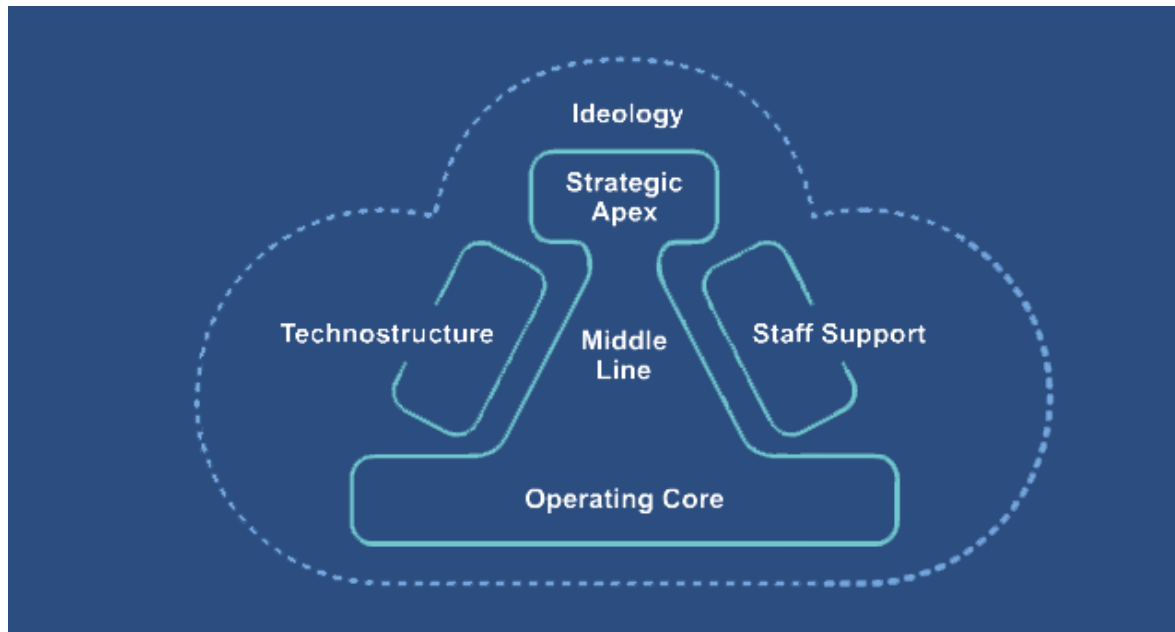 Ideology
Strategic
Apex
Technostructure
Middle
Line
Staff Support
Operating Core